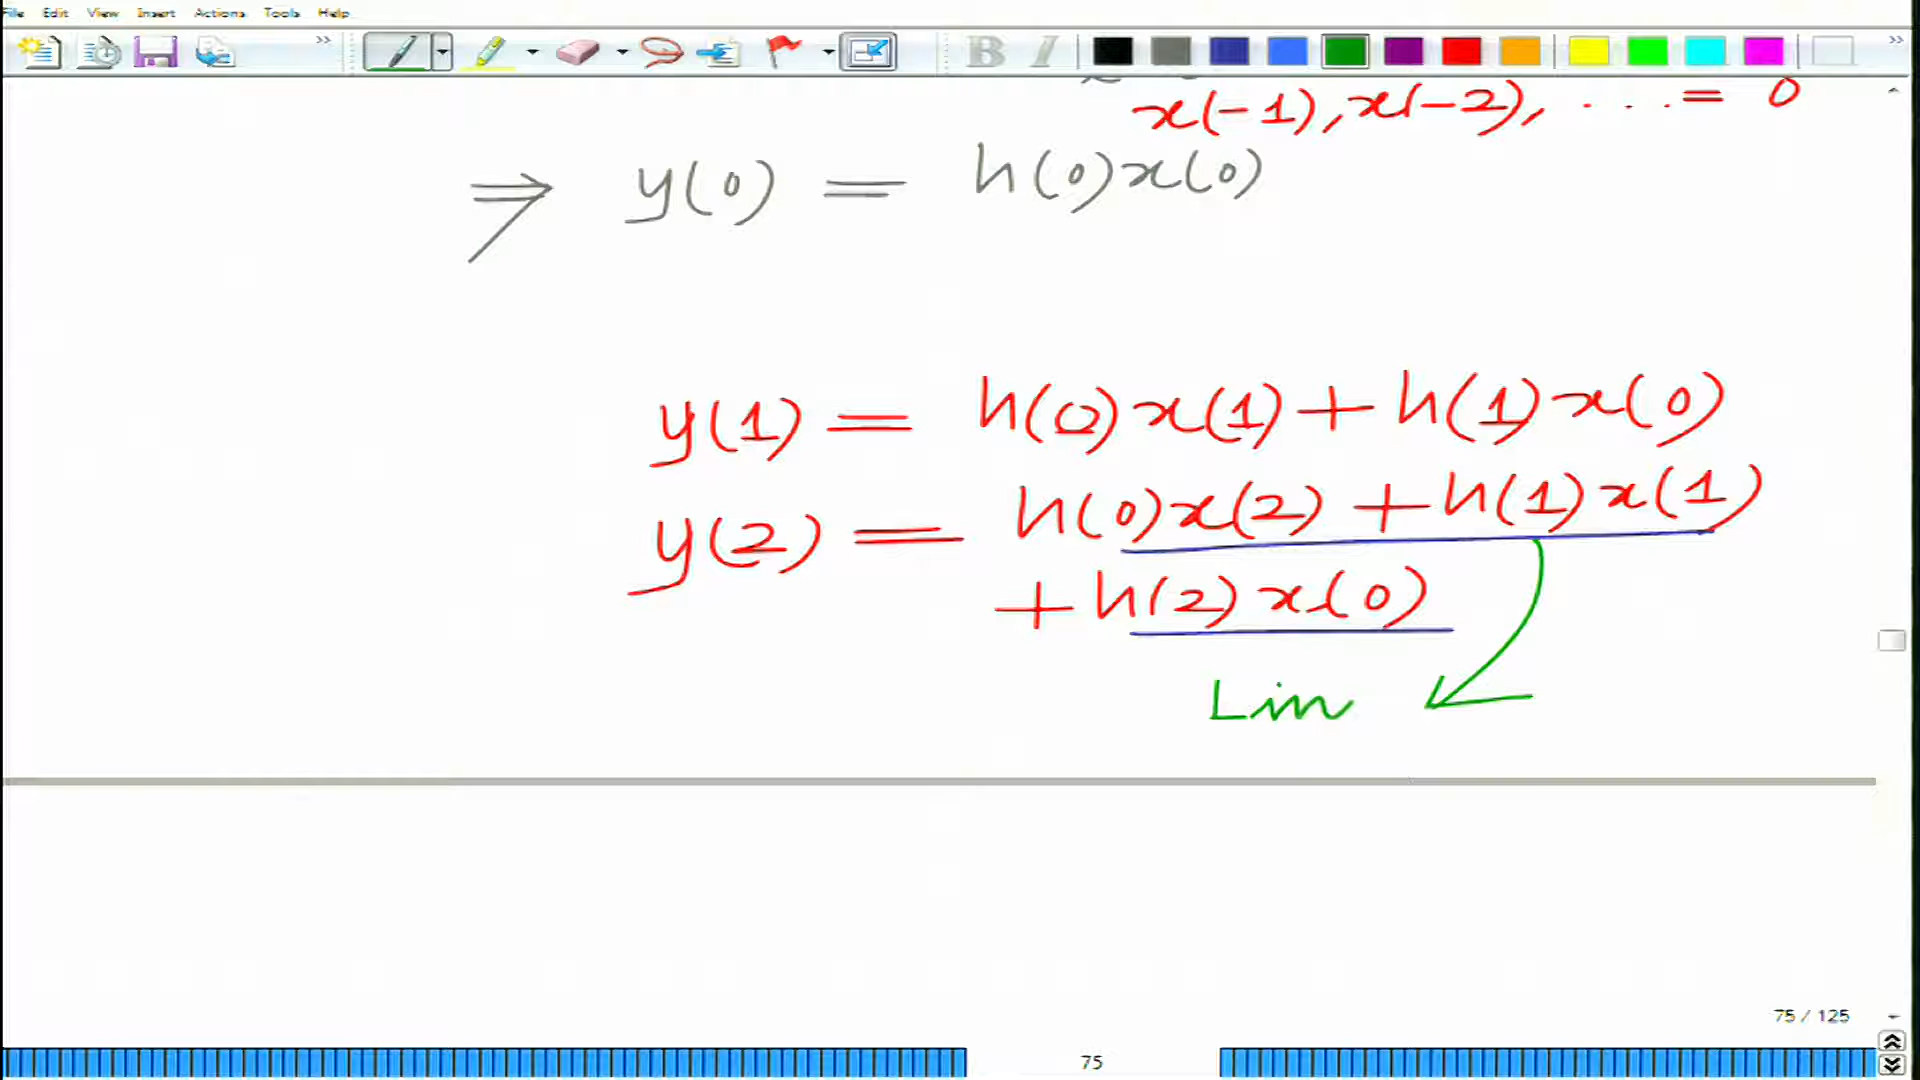 File Edit View Insert Actions Tools Help
B I
x(-1), x(-2), . . . . = 0
⇒ y(0) = h(0)x(0)
y(1) = h(0)x(1) + h(1)x(0)
y(2) = h(0)x(2) + h(1)x(1)
+ h(2)x(0)
Lin
75 / 125
75